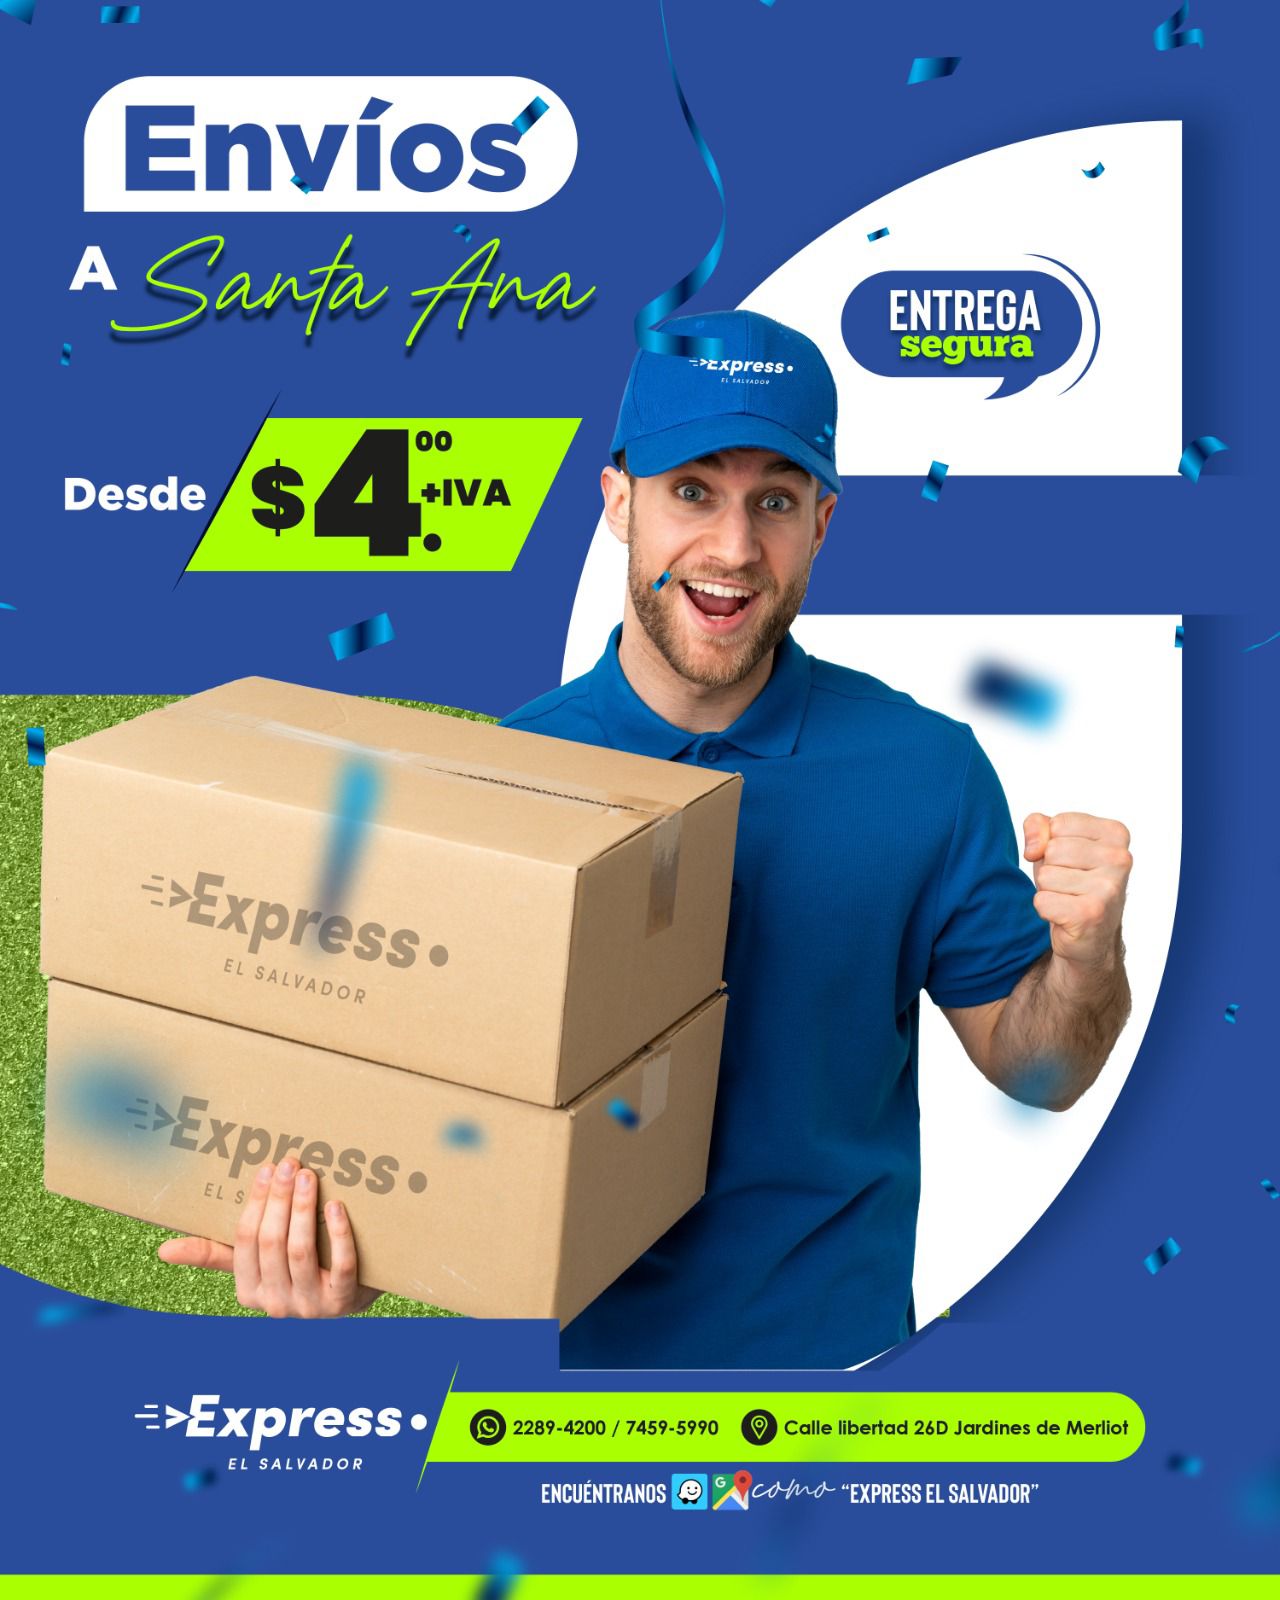 Envíos
A Santa Ana
ENTREGA
segura
Express
EL SALVADOR
Desde $4.00 +IVA
Express
EL SALVADOR
Express
EL S
Express
EL SALVADOR
2289-4200 / 7459-5990 Calle libertad 26D Jardines de Merliot
ENCUÉNTRANOS como "EXPRESS EL SALVADOR"